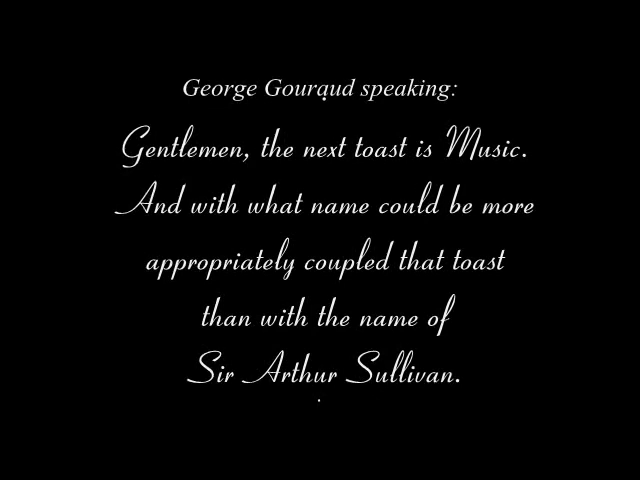 George Gouraud speaking:
Gentlemen, the next toast is Music.
And with what name could be more
appropriately coupled that toast
than with the name of
Sir Arthur Sullivan.